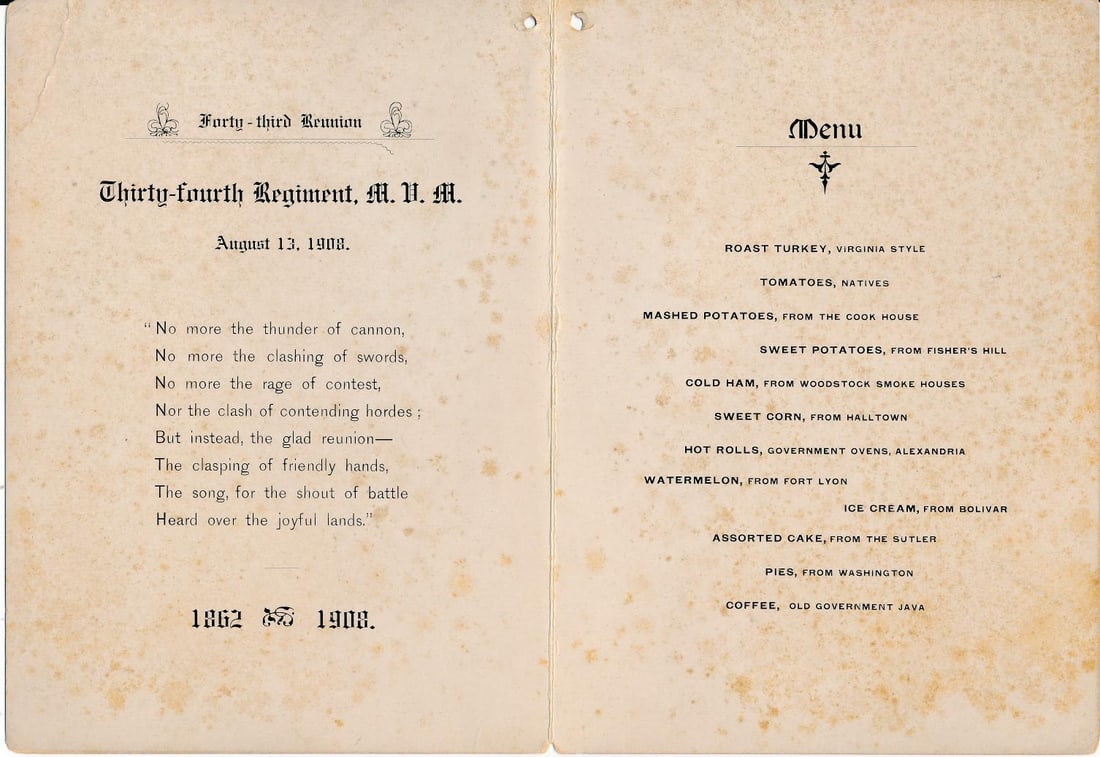 Forty-third Reunion
Thirty-fourth Regiment, M. V. M.
August 13, 1908.
"No more the thunder of cannon,
No more the clashing of swords,
No more the rage of contest,
Nor the clash of contending hordes;
But instead, the glad reunion—
The clasping of friendly hands,
The song, for the shout of battle
Heard over the joyful lands."
1862 1908.
Menu
ROAST TURKEY, VIRGINIA STYLE
TOMATOES, NATIVES
MASHED POTATOES, FROM THE COOK HOUSE
SWEET POTATOES, FROM FISHER'S HILL
COLD HAM, FROM WOODSTOCK SMOKE HOUSES
SWEET CORN, FROM HALLTOWN
HOT ROLLS, GOVERNMENT OVENS, ALEXANDRIA
WATERMELON, FROM FORT LYON
ICE CREAM, FROM BOLIVAR
ASSORTED CAKE, FROM THE SUTLER
PIES, FROM WASHINGTON
COFFEE, OLD GOVERNMENT JAVA